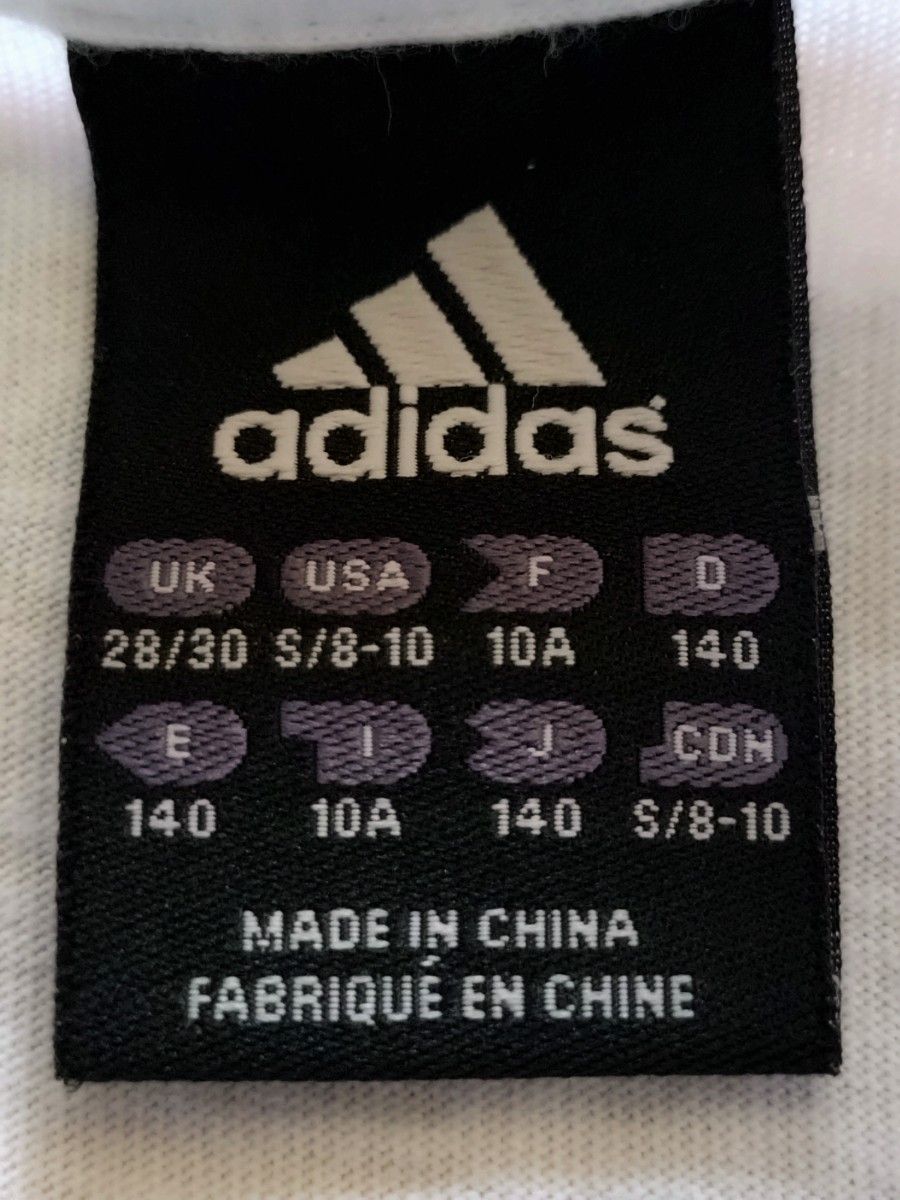 adidas
UK USA F D
28/30 S/8-10 10A 140
E I J CDN
140 10A 140 S/8-10
MADE IN CHINA
FABRIQUÉ EN CHINE